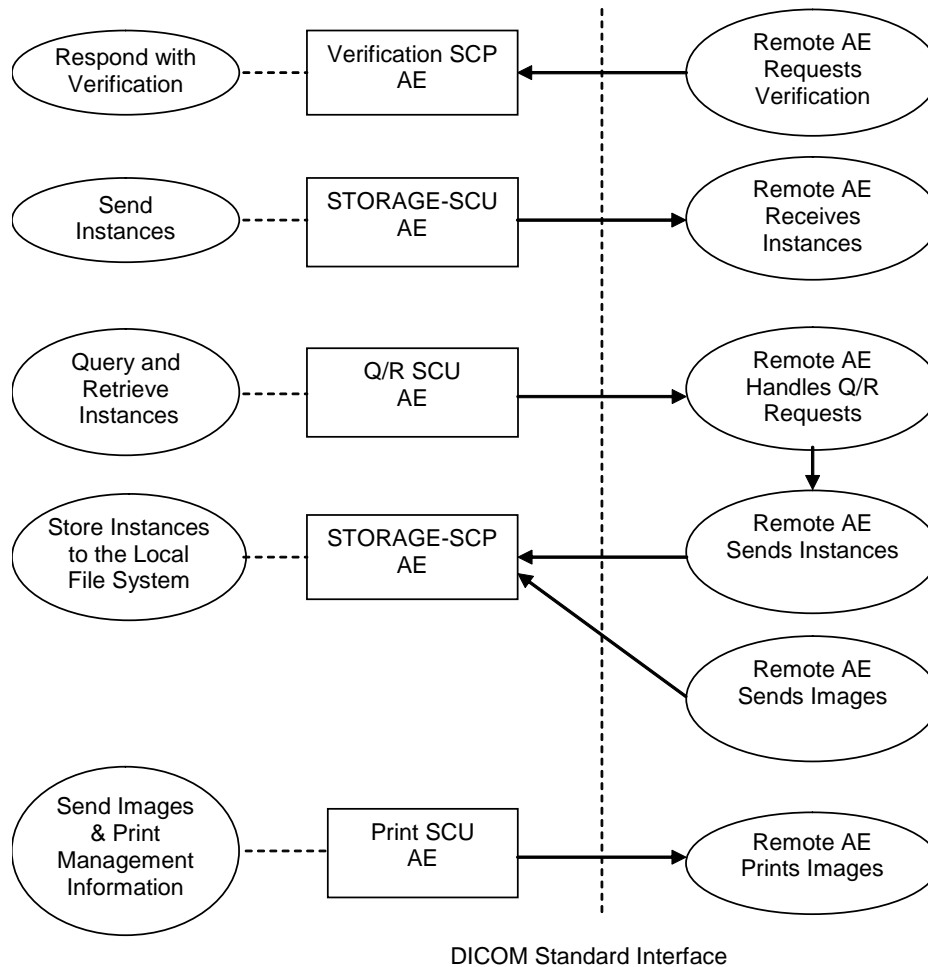 Respond with
Verification
Verification SCP
AE
Remote AE
Requests
Verification
Send
Instances
STORAGE-SCU
AE
Remote AE
Receives
Instances
Query and
Retrieve
Instances
Q/R SCU
AE
Remote AE
Handles Q/R
Requests
Store Instances
to the Local
File System
STORAGE-SCP
AE
Remote AE
Sends Instances
Remote AE
Sends Images
Send Images
& Print
Management
Information
Print SCU
AE
Remote AE
Prints Images
DICOM Standard Interface